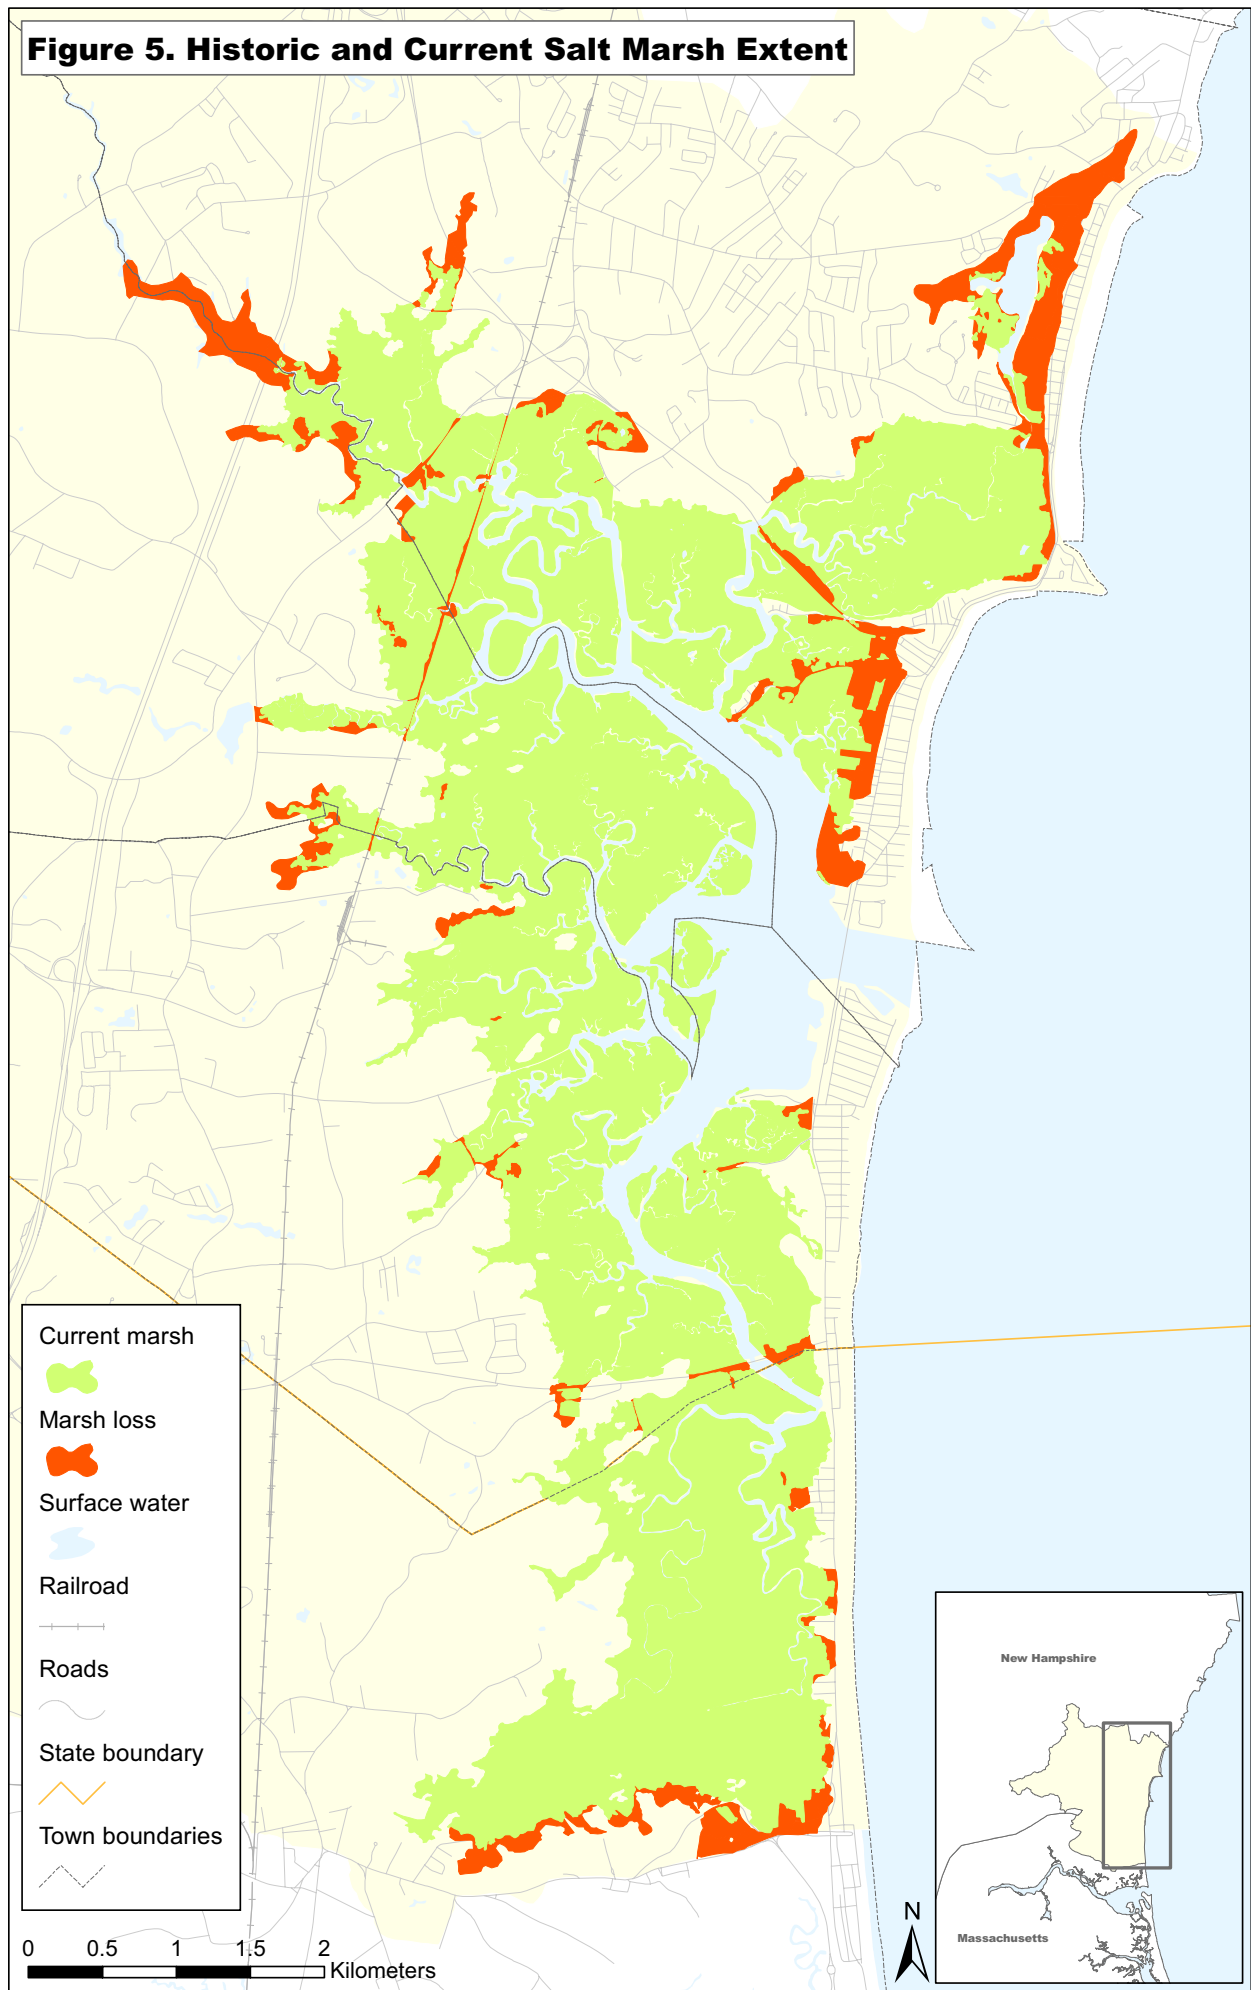 Figure 5. Historic and Current Salt Marsh Extent
Current marsh
Marsh loss
Surface water
Railroad
Roads
State boundary
Town boundaries
0 0.5 1 1.5 2
Kilometers
N
New Hampshire
Massachusetts